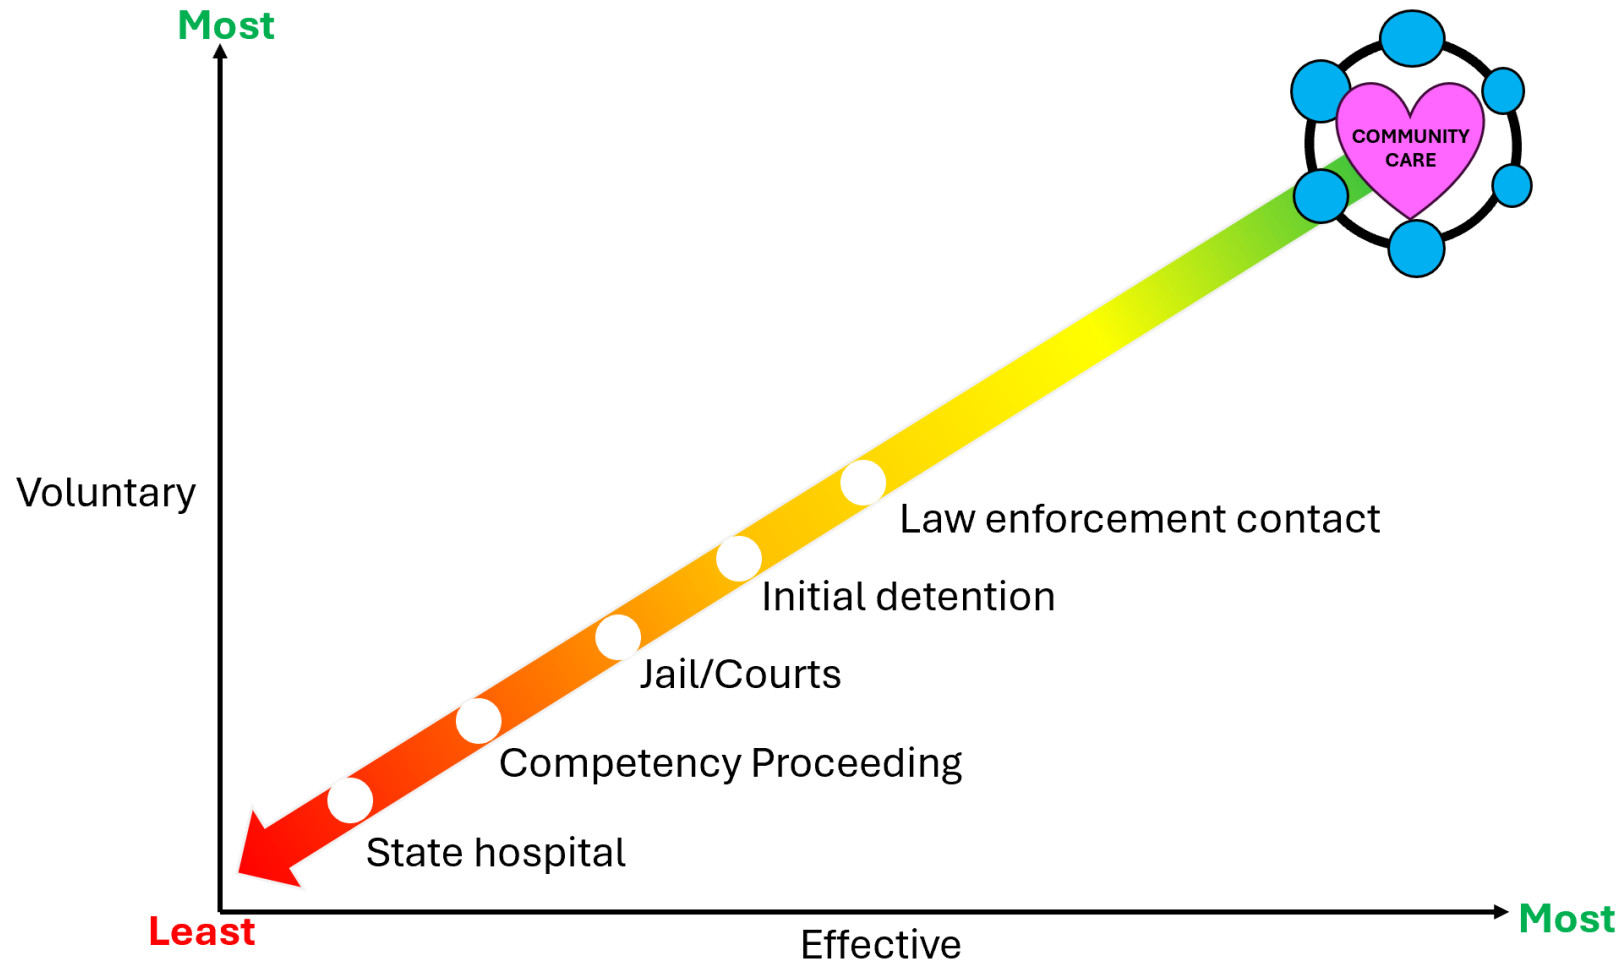 Most
COMMUNITY
CARE
Voluntary
Law enforcement contact
Initial detention
Jail/Courts
Competency Proceeding
State hospital
Least
Most
Effective